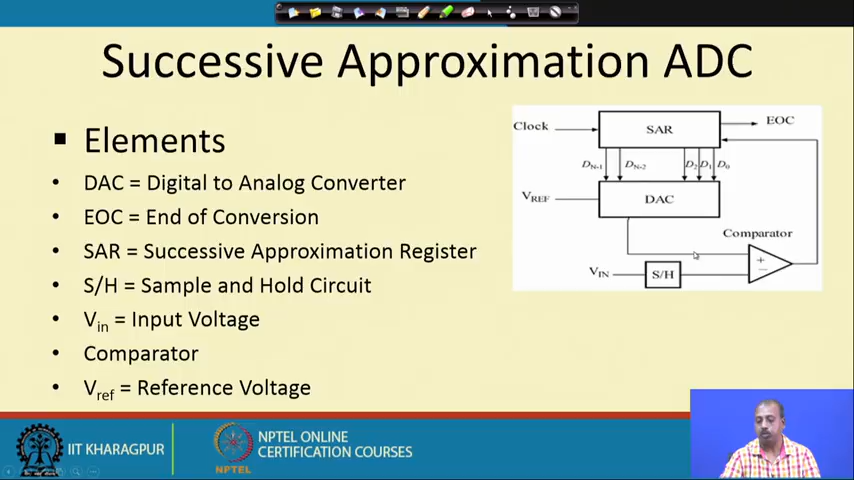 Successive Approximation ADC
Elements
DAC = Digital to Analog Converter
EOC = End of Conversion
SAR = Successive Approximation Register
S/H = Sample and Hold Circuit
Vin = Input Voltage
Comparator
Vref = Reference Voltage
Clock
SAR
EOC
DN-1 DN-2 D2 D1 D0
VREF
DAC
Comparator
+
−
VIN
S/H
IIT KHARAGPUR
NPTEL
NPTEL ONLINE
CERTIFICATION COURSES